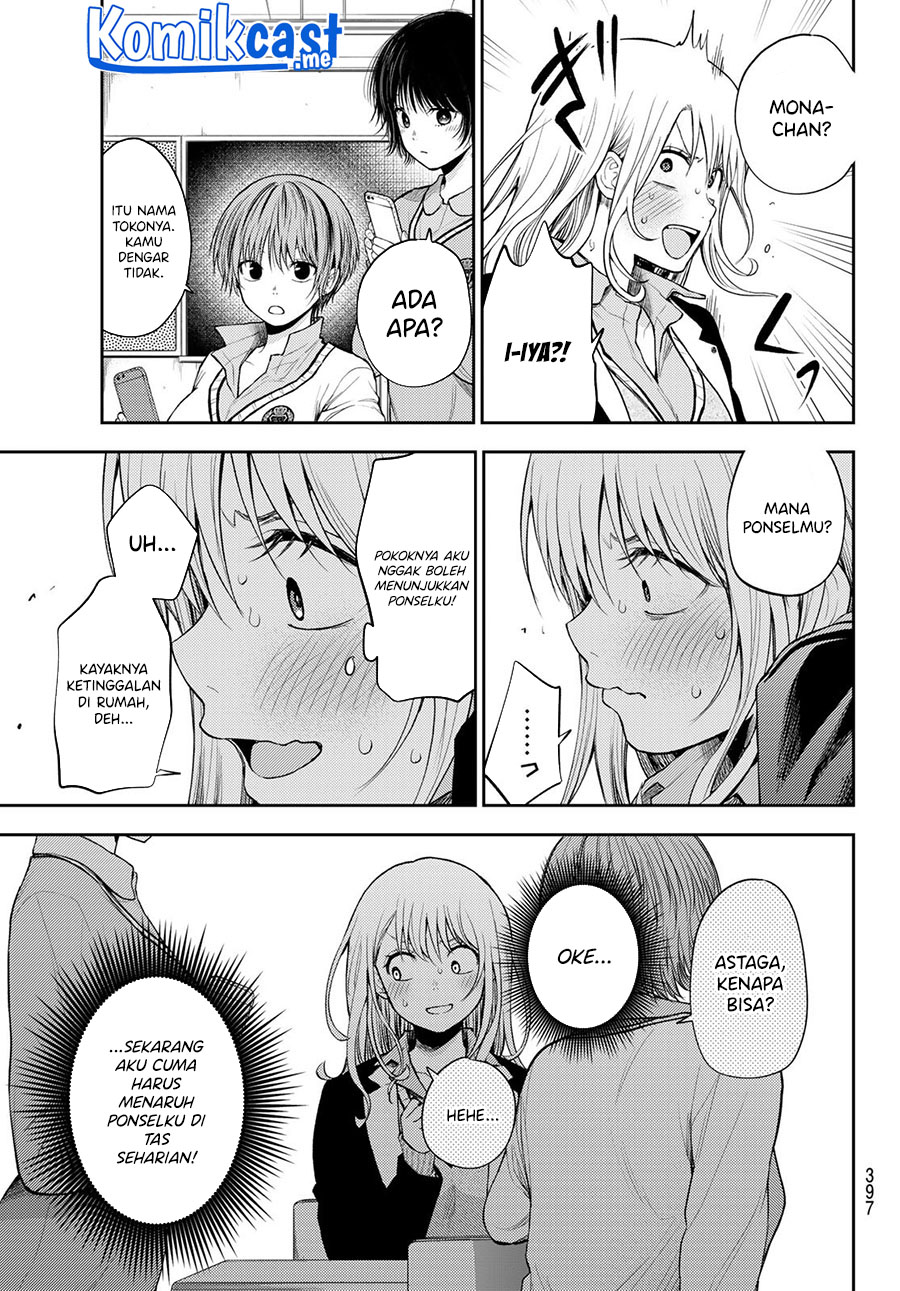 Komikcast
.me
MONA-
CHAN?
I-IYA?!
ADA
APA?
ITU NAMA
TOKONYA.
KAMU
DENGAR
TIDAK.
MANA
PONSELMU?
POKOKNYA AKU
NGGAK BOLEH
MENUNJUKKAN
PONSELKU!
UH...
KAYAKNYA
KETINGGALAN
DI RUMAH,
DEH...
ASTAGA,
KENAPA
BISA?
OKE...
HEHE...
...SEKARANG
AKU CUMA
HARUS
MENARUH
PONSELKU DI
TAS
SEHARIAN!
397